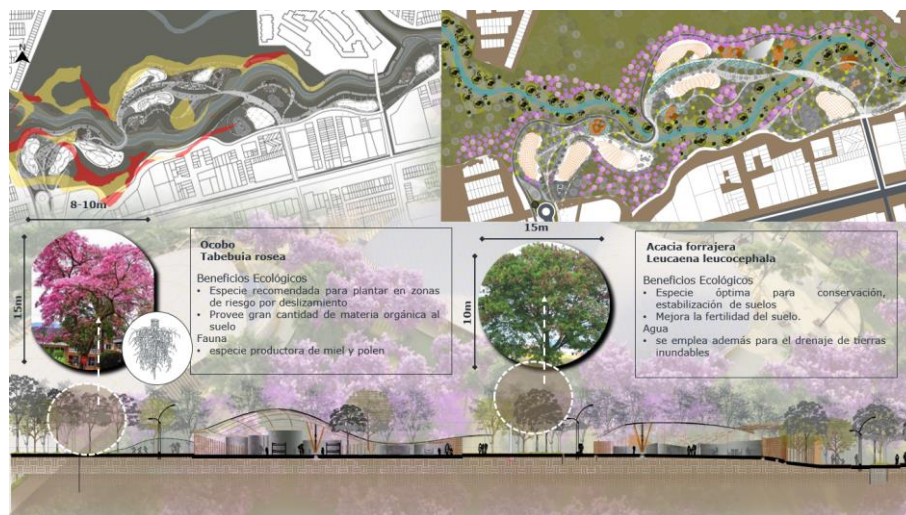 N
8-10m
15m
Ocobo
Tabebuia rosea
Beneficios Ecológicos
• Especie recomendada para plantar en zonas
de riesgo por deslizamiento
• Provee gran cantidad de materia orgánica al
suelo
Fauna
• especie productora de miel y polen
15m
10m
Acacia forrajera
Leucaena leucocephala
Beneficios Ecológicos
• Especie óptima para conservación,
estabilización de suelos
• Mejora la fertilidad del suelo.
Agua
• se emplea además para el drenaje de tierras
inundables